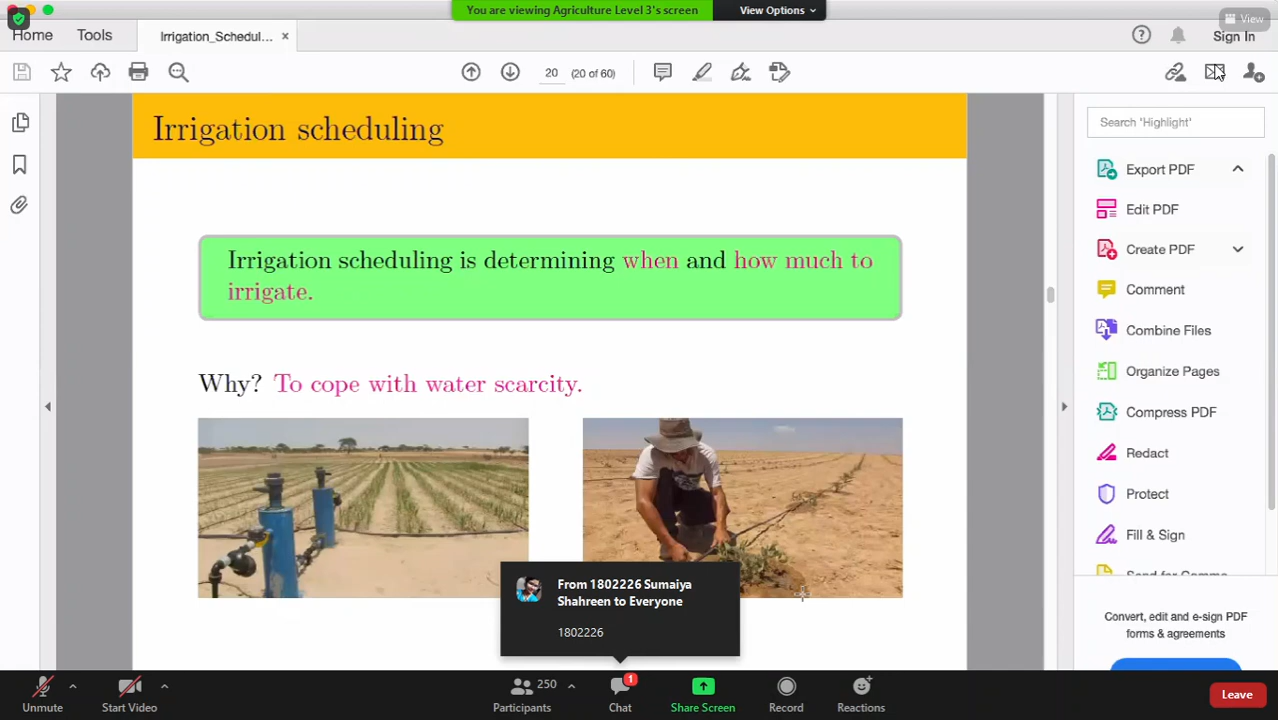 You are viewing Agriculture Level 3's screen
View Options
View
Home
Tools
Irrigation_Schedul...
Sign In
20
(20 of 60)
Irrigation scheduling
Irrigation scheduling is determining when and how much to
irrigate.
Why? To cope with water scarcity.
Search 'Highlight'
Export PDF
Edit PDF
Create PDF
Comment
Combine Files
Organize Pages
Compress PDF
Redact
Protect
Fill & Sign
Convert, edit and e-sign PDF
forms & agreements
From 1802226 Sumaiya
Shahreen to Everyone
1802226
Unmute
Start Video
250
Participants
1
Chat
Share Screen
Record
Reactions
Leave